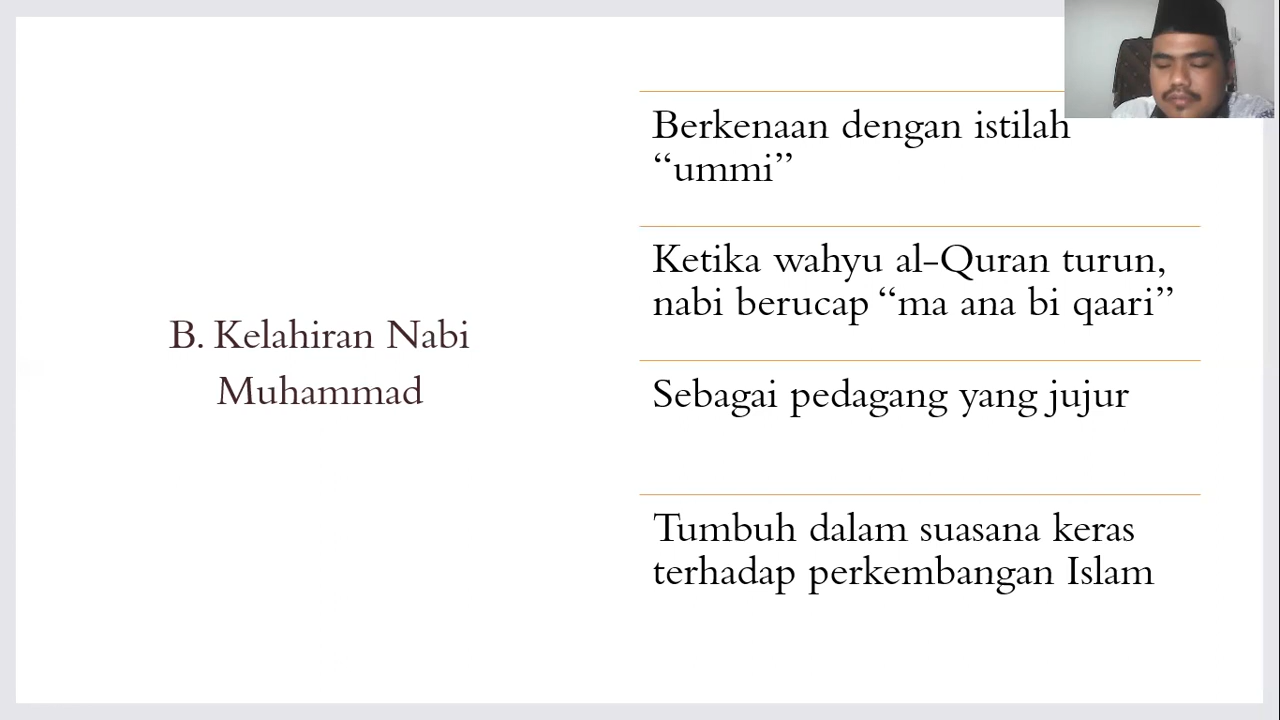 B. Kelahiran Nabi
Muhammad
Berkenaan dengan istilah
“ummi”
Ketika wahyu al-Quran turun,
nabi berucap “ma ana bi qaari”
Sebagai pedagang yang jujur
Tumbuh dalam suasana keras
terhadap perkembangan Islam